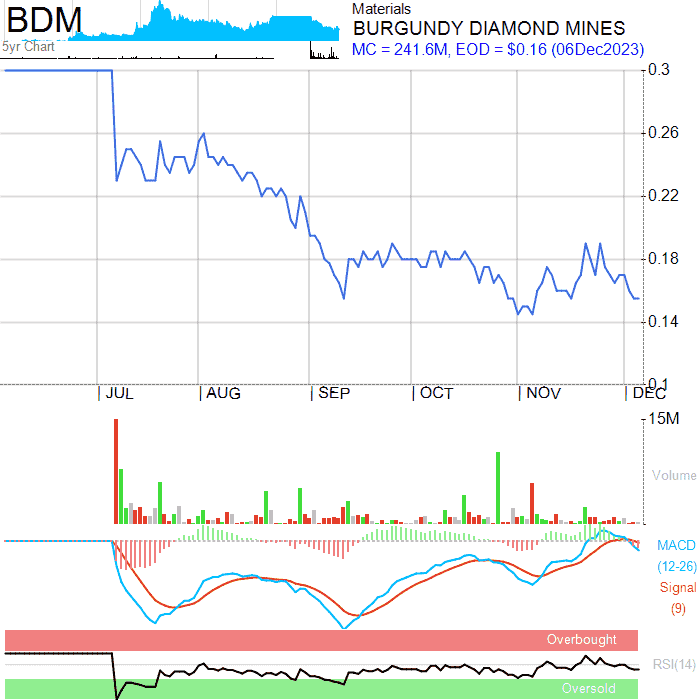 BDM
Materials
BURGUNDY DIAMOND MINES
5yr Chart
MC = 241.6M, EOD = $0.16 (06Dec2023)
0.3
0.26
0.22
0.18
0.14
0.1
JUL AUG SEP OCT NOV DEC
15M
Volume
MACD
(12-26)
Signal
(9)
Overbought
RSI(14)
Oversold